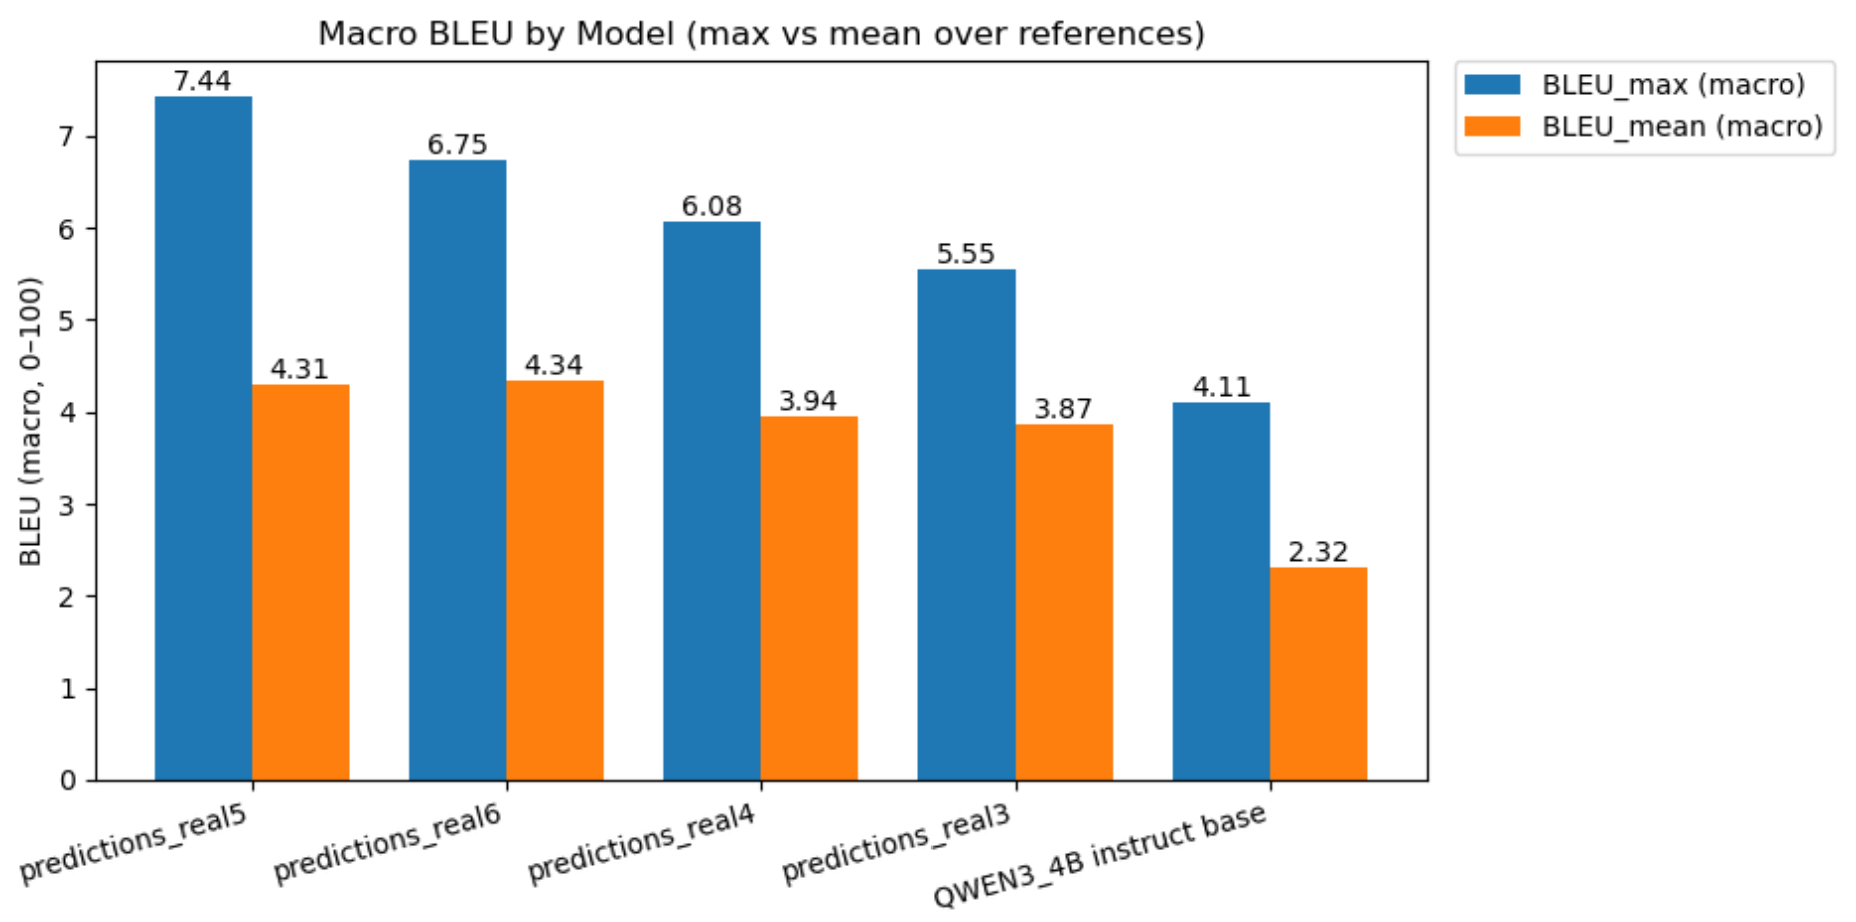 Macro BLEU by Model (max vs mean over references)
BLEU_max (macro)
BLEU_mean (macro)
BLEU (macro, 0–100)
7
6
5
4
3
2
1
0
7.44
4.31
6.75
4.34
6.08
3.94
5.55
3.87
4.11
2.32
predictions_real5
predictions_real6
predictions_real4
predictions_real3
QWEN3_4B instruct base